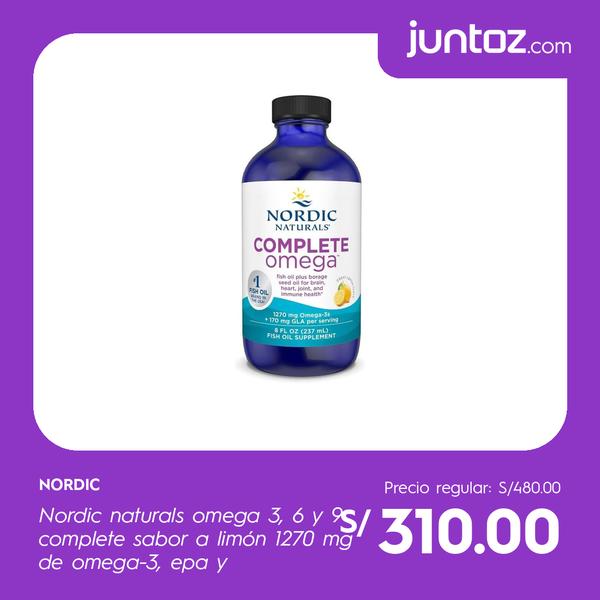 juntoz.com
NORDIC
NATURALS®
COMPLETE
omega™
fish oil plus borage
seed oil for brain,
heart, joint, and
immune health*
#1
FISH OIL
1270 mg Omega-3s
+ 170 mg GLA per serving
8 FL OZ (237 mL)
FISH OIL SUPPLEMENT
NORDIC
Nordic naturals omega 3, 6 y 9
complete sabor a limón 1270 mg
de omega-3, epa y
Precio regular: S/480.00
S/ 310.00